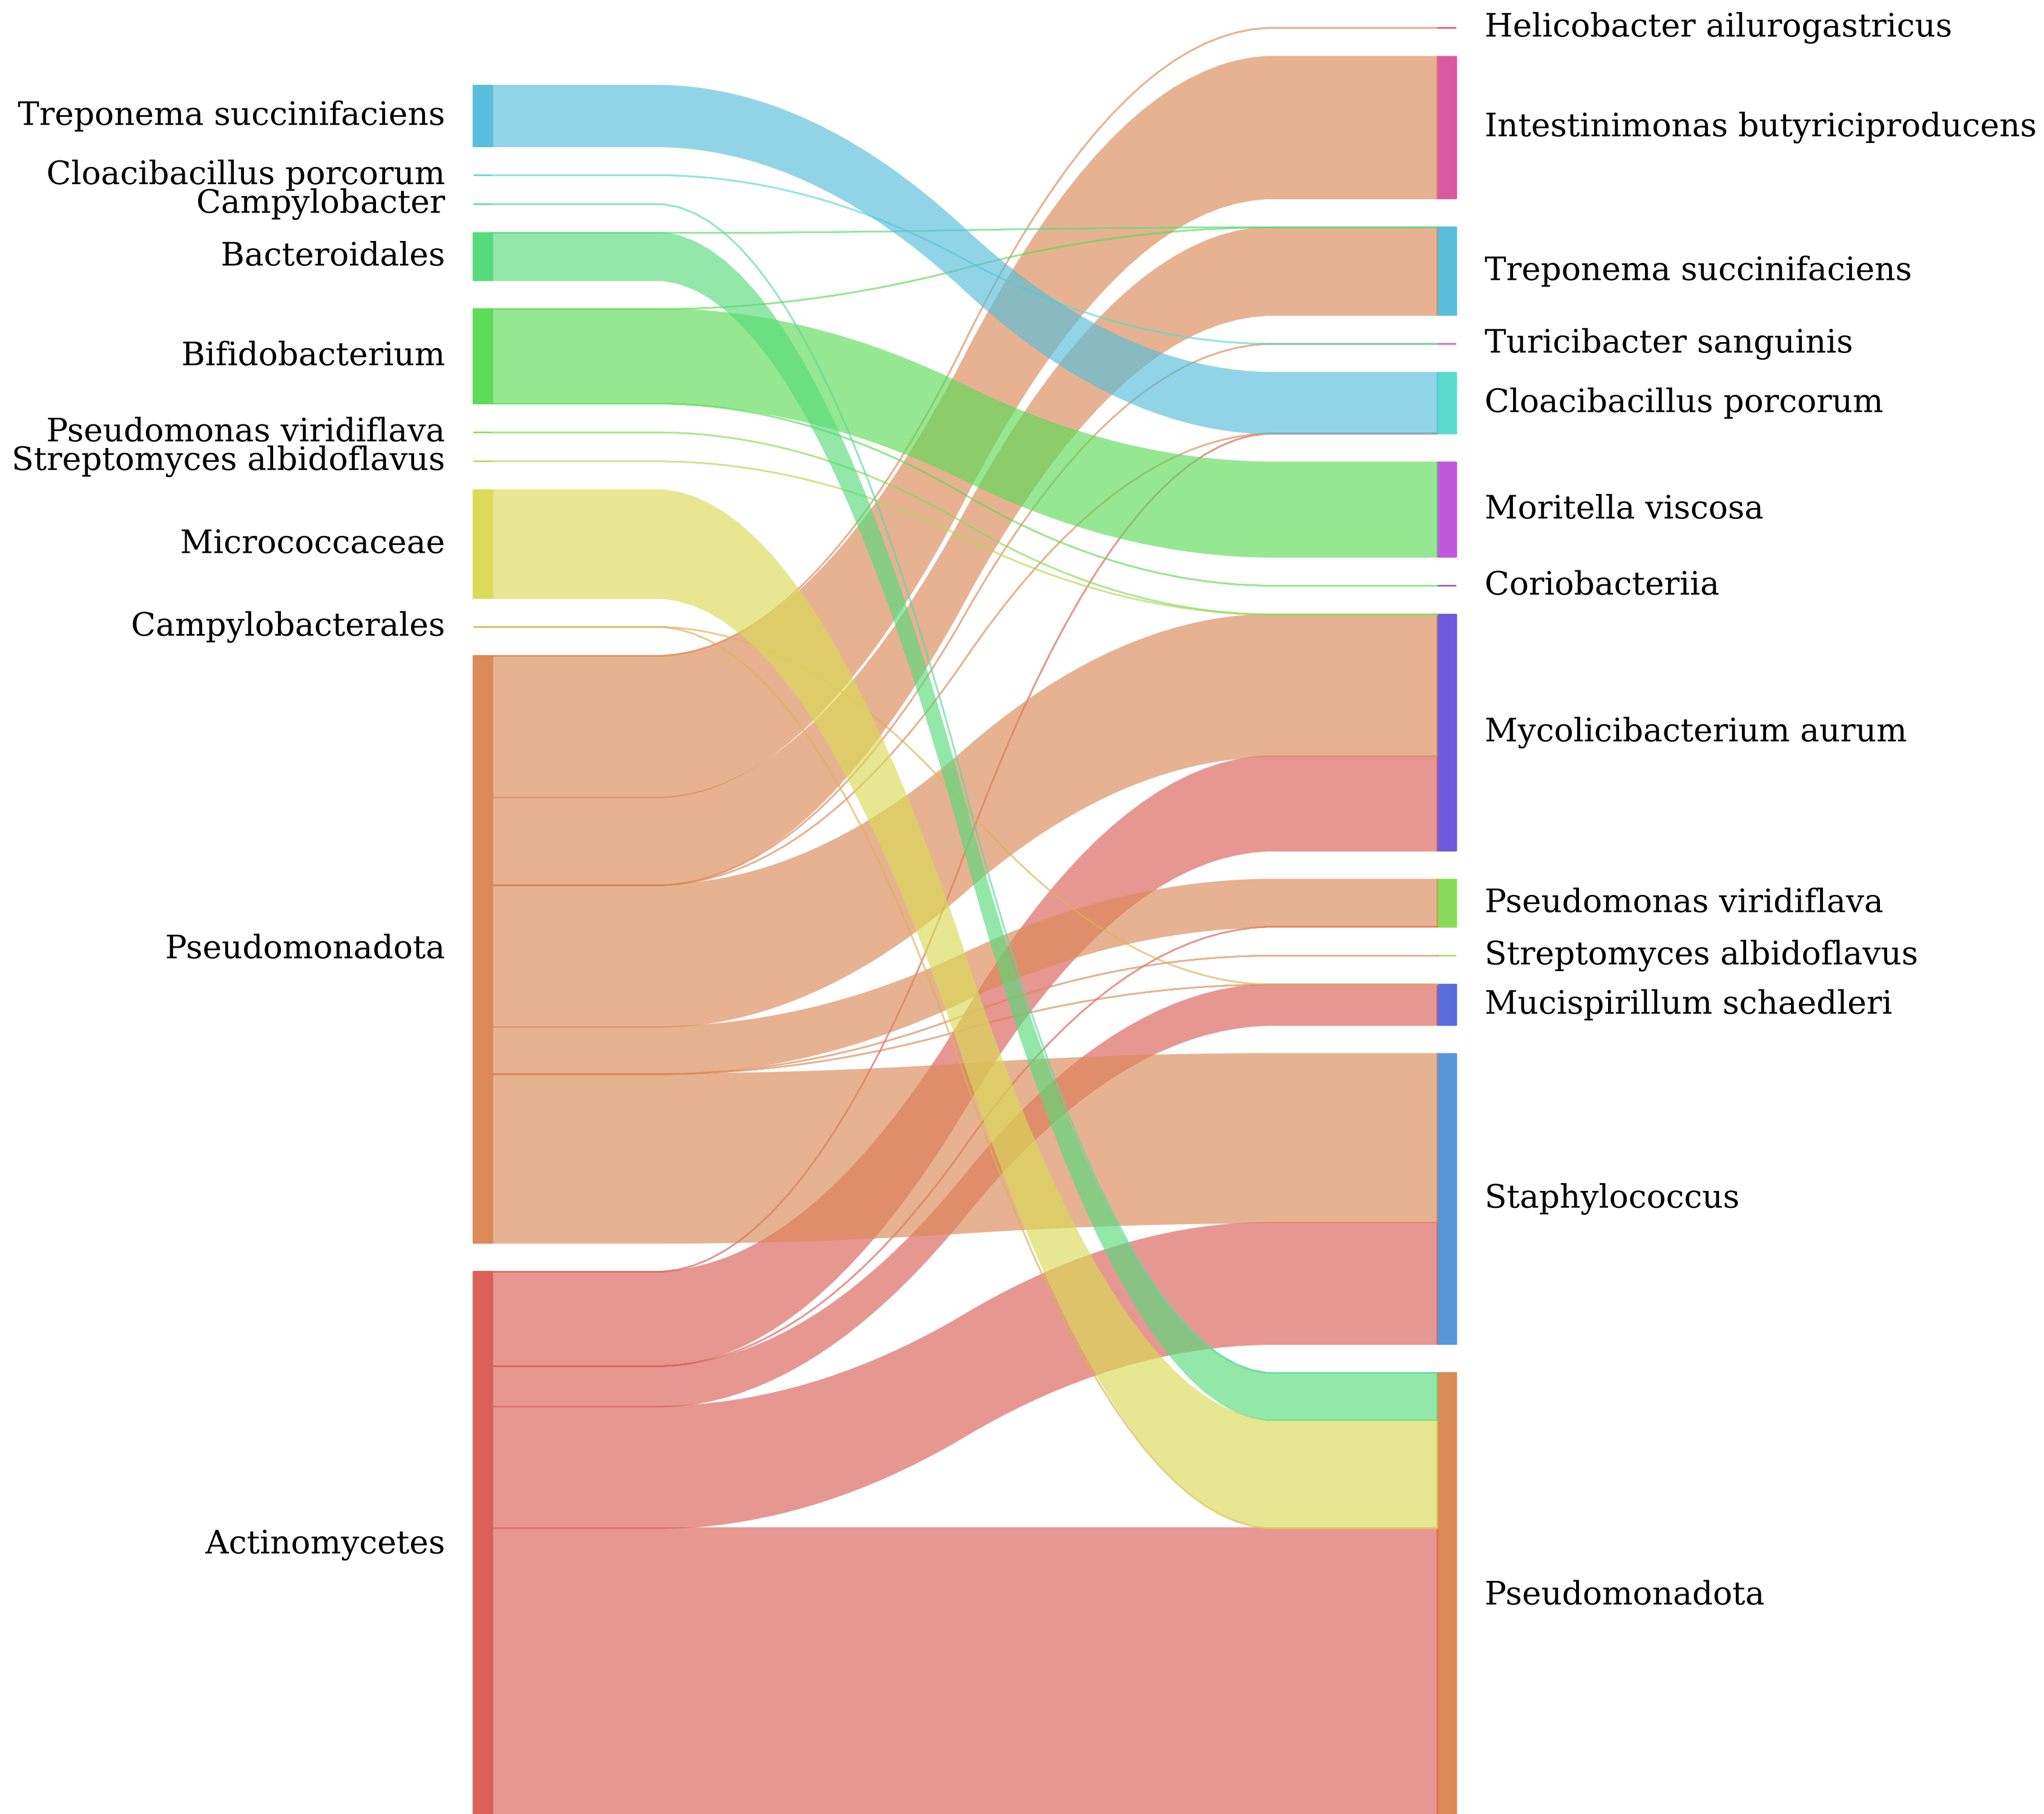 Treponema succinifaciens
Cloacibacillus porcorum
Campylobacter
Bacteroidales
Bifidobacterium
Pseudomonas viridiflava
Streptomyces albidoflavus
Micrococcaceae
Campylobacterales
Pseudomonadota
Actinomycetes
Helicobacter ailurogastricus
Intestinimonas butyriciproducens
Treponema succinifaciens
Turicibacter sanguinis
Cloacibacillus porcorum
Moritella viscosa
Coriobacteriia
Mycolicibacterium aurum
Pseudomonas viridiflava
Streptomyces albidoflavus
Mucispirillum schaedleri
Staphylococcus
Pseudomonadota